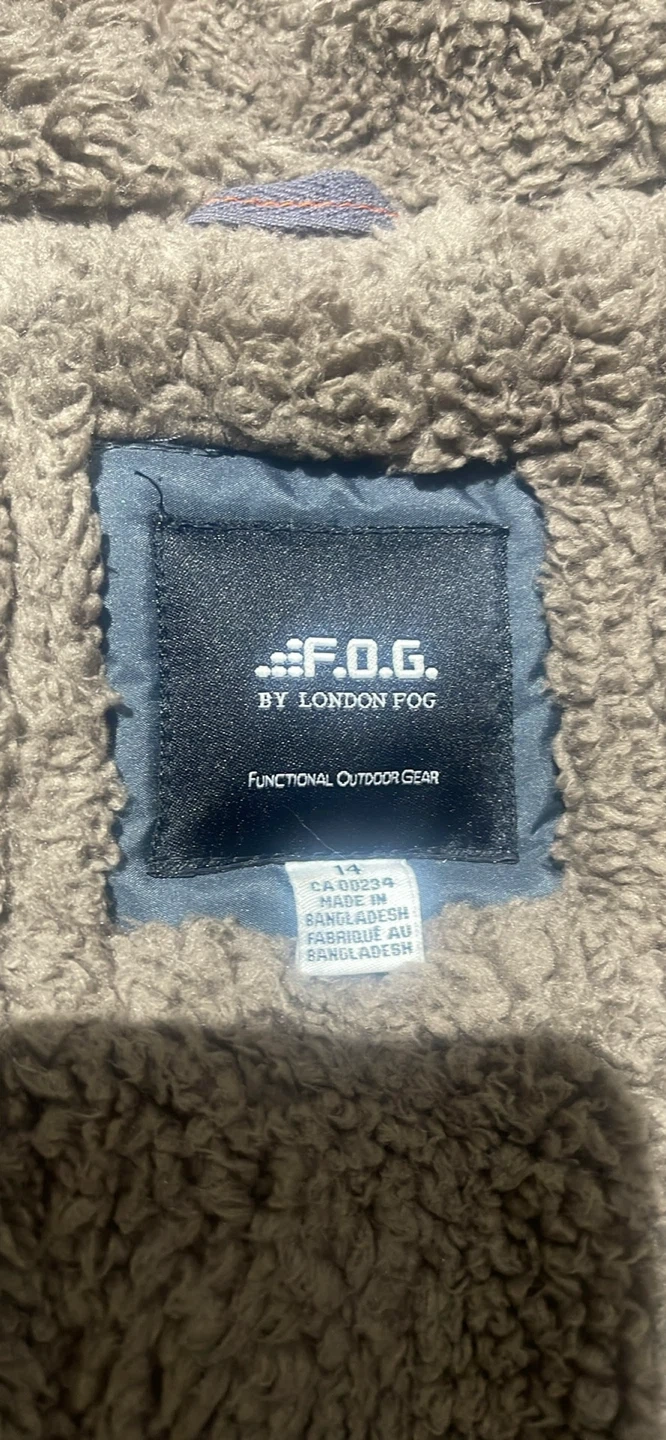 F.O.G.
BY LONDON FOG
FUNCTIONAL OUTDOOR GEAR
14
CA 00234
MADE IN
BANGLADESH
FABRIQUÉ AU
BANGLADESH